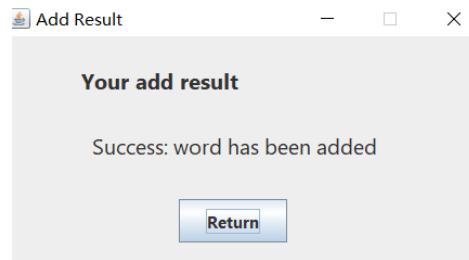 Add Result
Your add result
Success: word has been added
Return